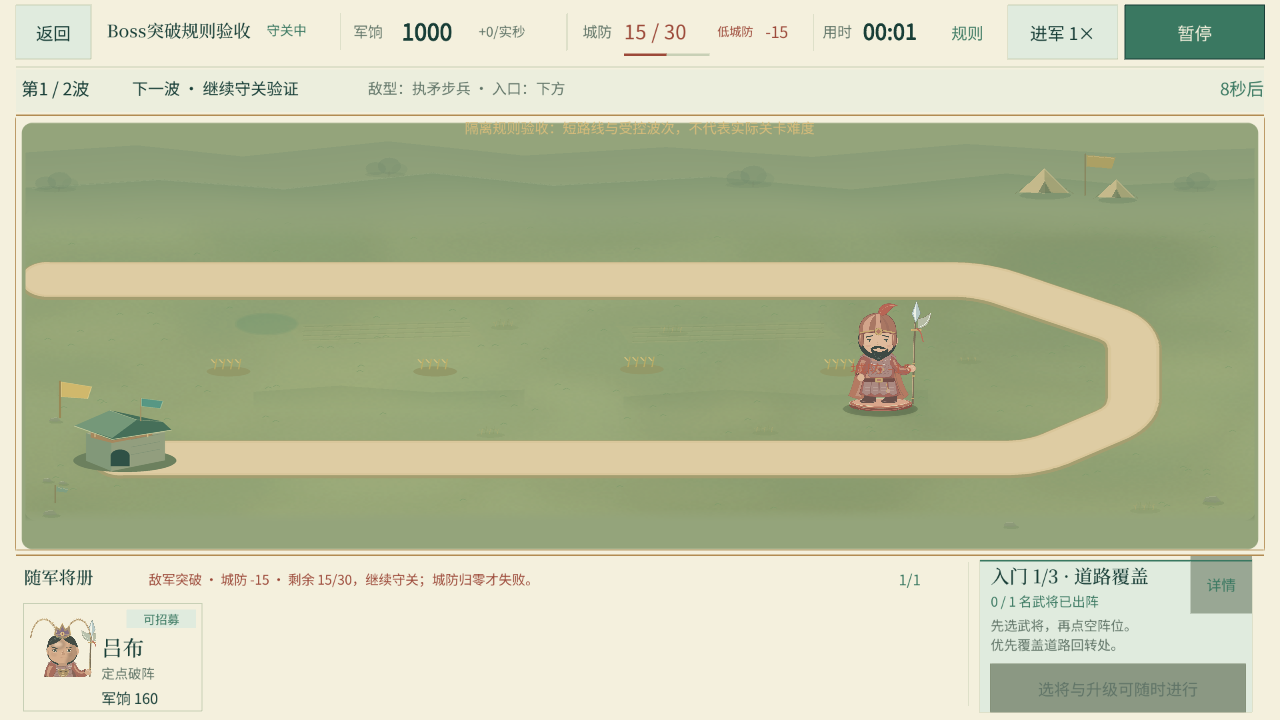 返回
Boss突破规则验收
守关中
军饷 1000 +0/实秒
城防 15 / 30 低城防 -15
用时 00:01
规则
进军 1×
暂停
第1 / 2波
下一波 · 继续守关验证
敌型：执矛步兵 · 入口：下方
8秒后
隔离规则验收：短路线与受控波次，不代表实际关卡难度
随军将册
敌军突破 · 城防 -15 · 剩余 15/30，继续守关；城防归零才失败。
1/1
可招募
吕布
定点破阵
军饷 160
入门 1/3 · 道路覆盖
详情
0 / 1 名武将已出阵
先选武将，再点空阵位。
优先覆盖道路回转处。
选将与升级可随时进行